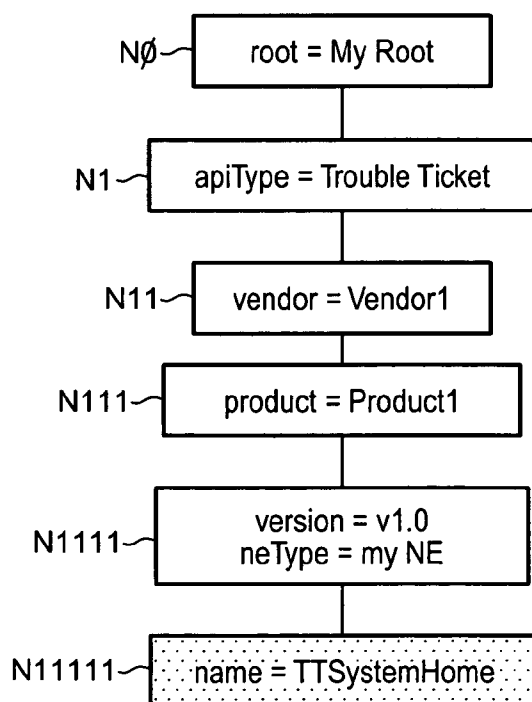 NØ root = My Root
N1 apiType = Trouble Ticket
N11 vendor = Vendor1
N111 product = Product1
version = v1.0
N1111 neType = my NE
N11111 name = TTSystemHome